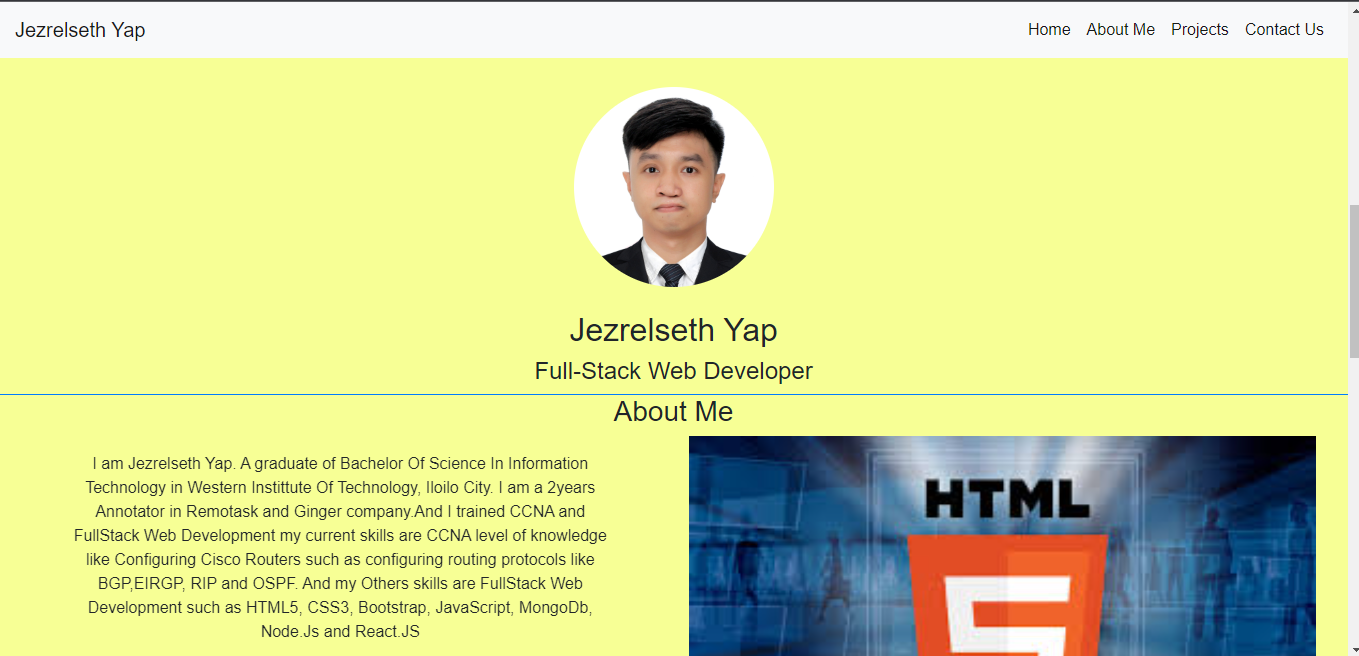 Jezrelseth Yap
Home About Me Projects Contact Us
Jezrelseth Yap
Full-Stack Web Developer
About Me
I am Jezrelseth Yap. A graduate of Bachelor Of Science In Information
Technology in Western Instittute Of Technology, Iloilo City. I am a 2years
Annotator in Remotask and Ginger company.And I trained CCNA and
FullStack Web Development my current skills are CCNA level of knowledge
like Configuring Cisco Routers such as configuring routing protocols like
BGP,EIRGP, RIP and OSPF. And my Others skills are FullStack Web
Development such as HTML5, CSS3, Bootstrap, JavaScript, MongoDb,
Node.Js and React.JS
HTML
5